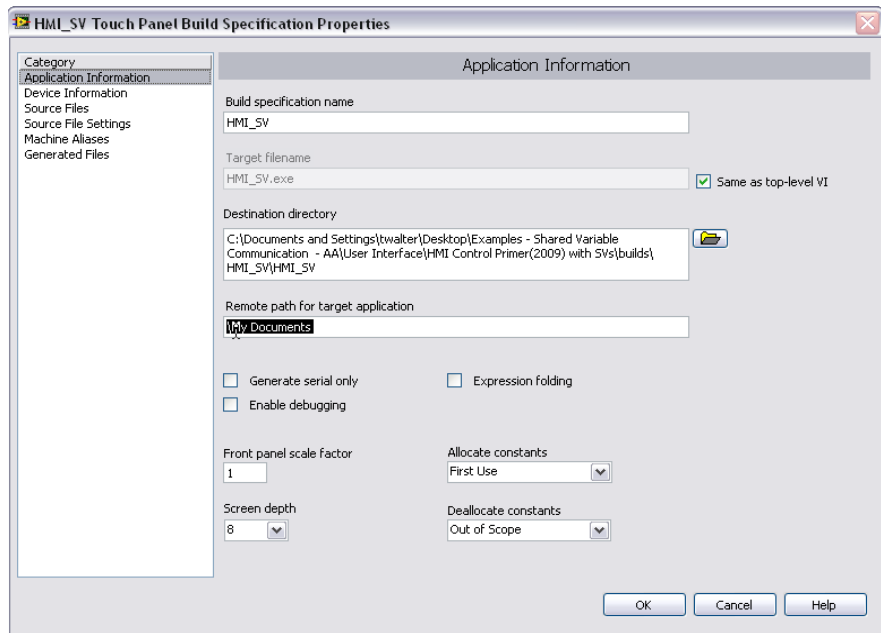 HMI_SV Touch Panel Build Specification Properties
Category
Application Information
Device Information
Source Files
Source File Settings
Machine Aliases
Generated Files
Application Information
Build specification name
HMI_SV
Target filename
HMI_SV.exe
Same as top-level VI
Destination directory
C:\Documents and Settings\twalter\Desktop\Examples - Shared Variable
Communication - AA\User Interface\HMI Control Primer(2009) with SVs\builds\
HMI_SV\HMI_SV
Remote path for target application
\My Documents
Generate serial only
Expression folding
Enable debugging
Front panel scale factor
Allocate constants
1
First Use
Screen depth
Deallocate constants
8
Out of Scope
OK
Cancel
Help